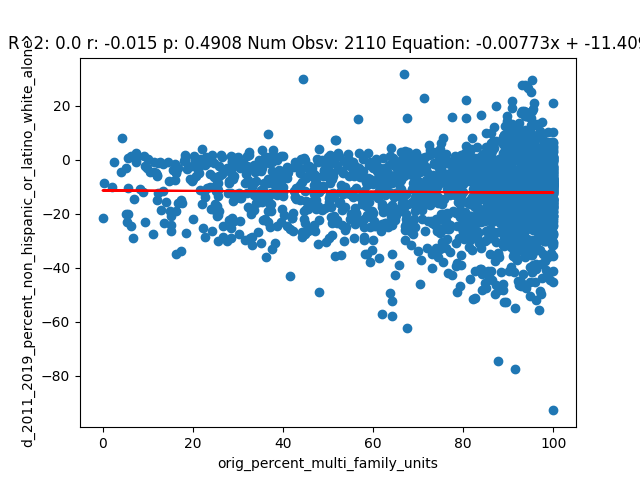 R^2: 0.0 r: -0.015 p: 0.4908 Num Obsv: 2110 Equation: -0.00773x + -11.409
d_2011_2019_percent_non_hispanic_or_latino_white_alone
20
0
−20
−40
−60
−80
0 20 40 60 80 100
orig_percent_multi_family_units